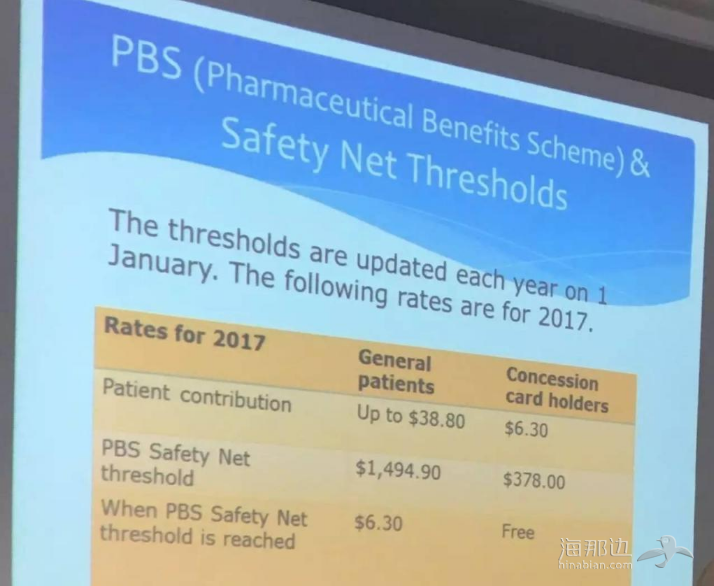 PBS (Pharmaceutical Benefits Scheme) &
Safety Net Thresholds
The thresholds are updated each year on 1
January. The following rates are for 2017.
Rates for 2017
General
patients
Concession
card holders
Patient contribution
Up to $38.80
$6.30
PBS Safety Net
threshold
$1,494.90
$378.00
When PBS Safety Net
threshold is reached
$6.30
Free
海那边
hinabian.com